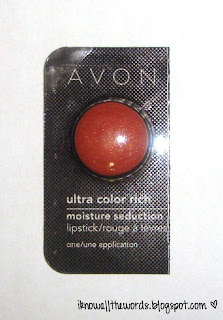 AVON
ultra color rich
moisture seduction
lipstick/rouge à lèvres
one/une application
iknowallthewords.blogspot.com